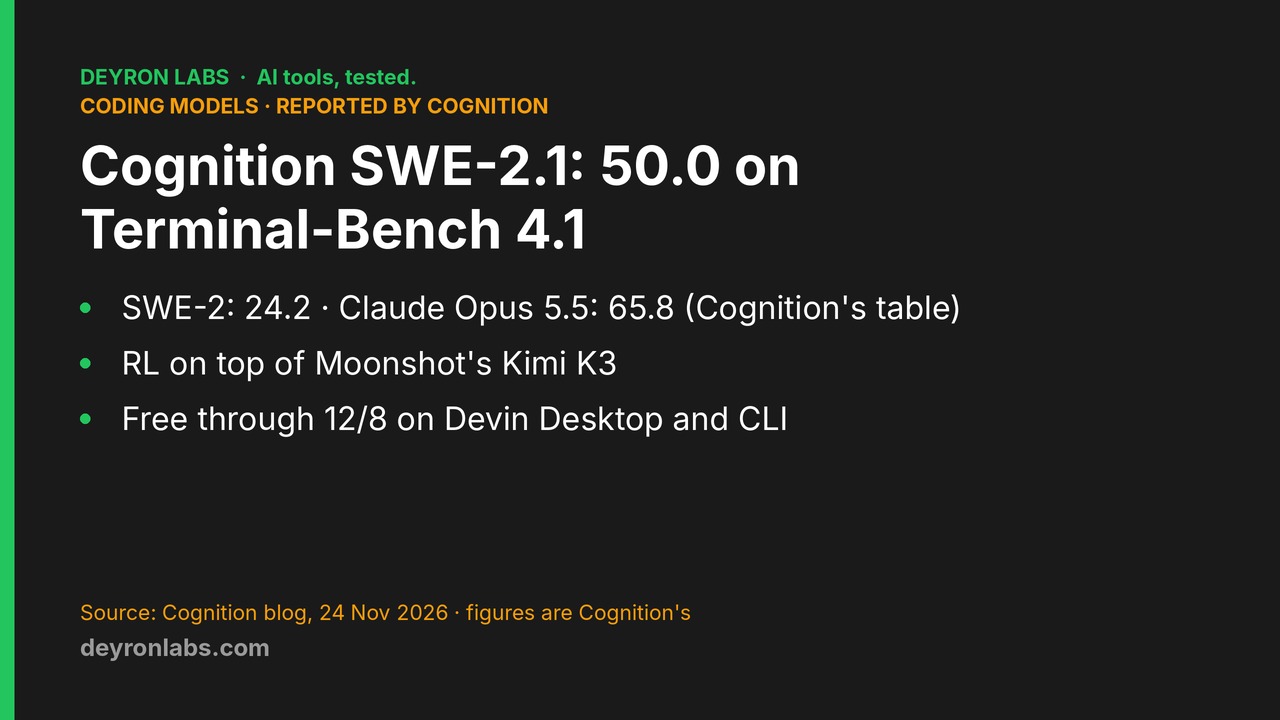 DEYRON LABS · AI tools, tested.
CODING MODELS · REPORTED BY COGNITION
Cognition SWE-2.1: 50.0 on
Terminal-Bench 4.1
• SWE-2: 24.2 · Claude Opus 5.5: 65.8 (Cognition's table)
• RL on top of Moonshot's Kimi K3
• Free through 12/8 on Devin Desktop and CLI
Source: Cognition blog, 24 Nov 2026 · figures are Cognition's
deyronlabs.com